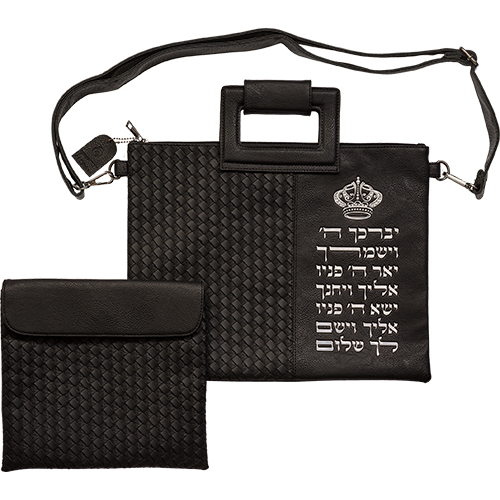 יברכך ה'
וישמרך
יאר ה' פניו
אליך ויחנך
ישא ה' פניו
אליך וישם
לך שלום